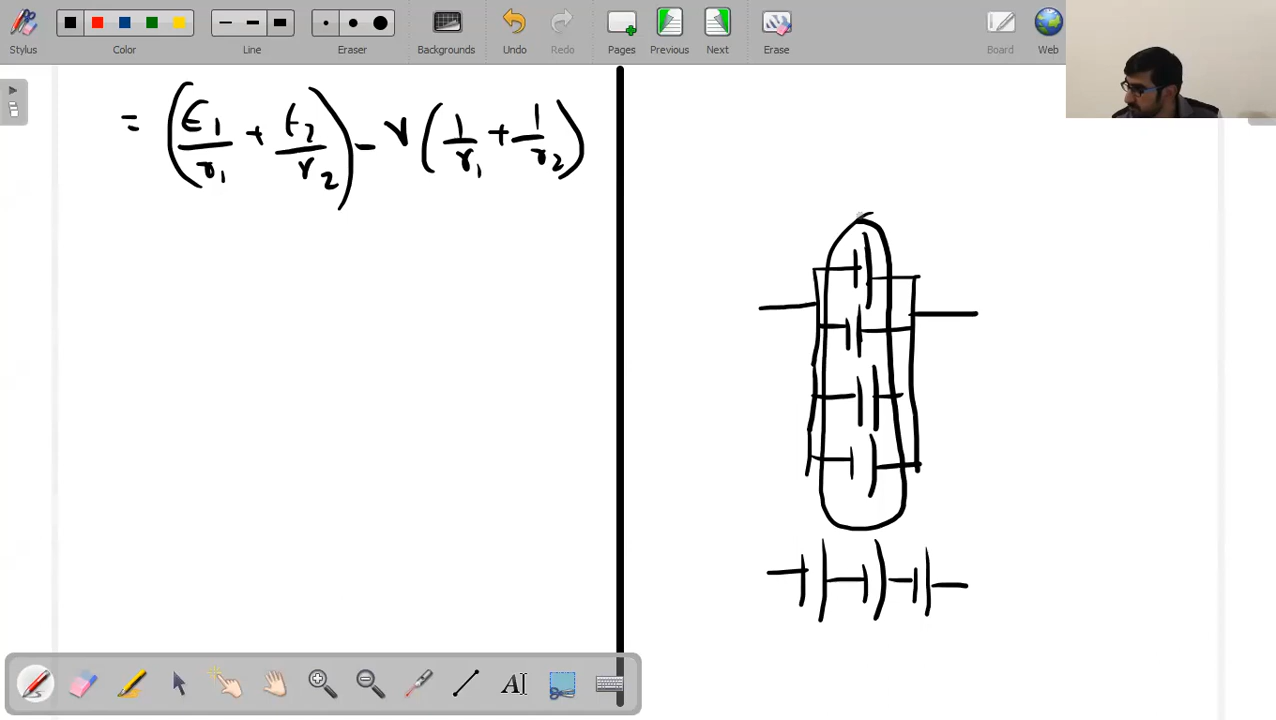 Stylus Color Line Eraser Backgrounds Undo Redo Pages Previous Next Erase Board Web
= (E1/r1 + E2/r2) - V(1/r1 + 1/r2)
A